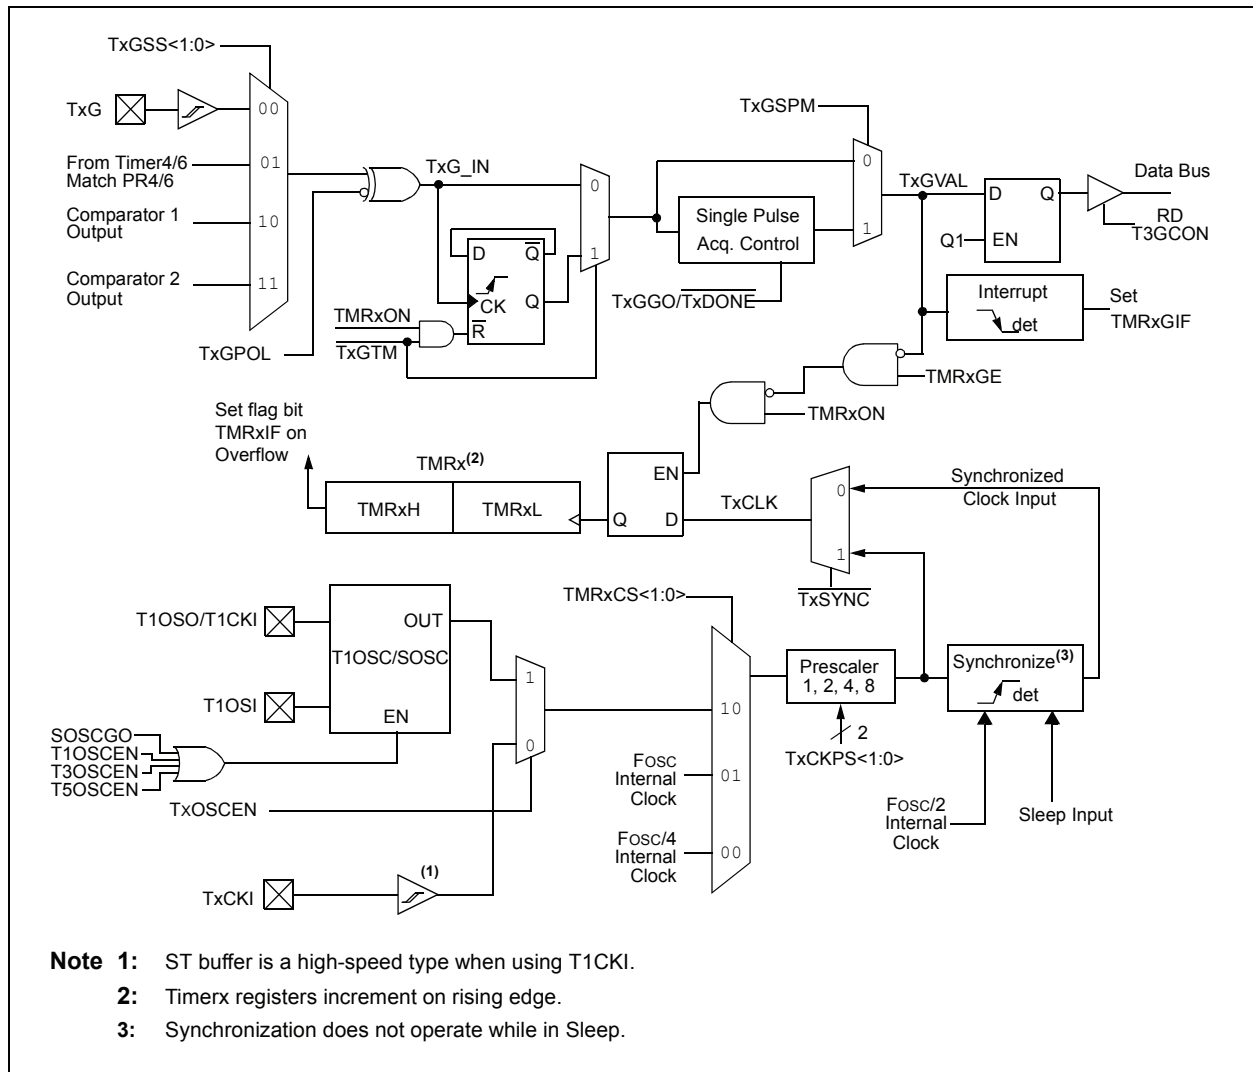 TxGSS<1:0>
TxG
00
From Timer4/6
Match PR4/6
01
Comparator 1
Output
10
Comparator 2
Output
11
TxGPOL
TxG_IN
D
Q
CK
Q
R
TMRxON
TxGTM
0
1
TxGSPM
Single Pulse
Acq. Control
TxGGO/TxDONE
0
1
TxGVAL
D
Q
Q1
EN
Data Bus
RD
T3GCON
Interrupt
det
Set
TMRxGIF
TMRxGE
TMRxON
Set flag bit
TMRxIF on
Overflow
TMRx(2)
TMRxH
TMRxL
EN
Q
D
TxCLK
0
1
TxSYNC
Synchronized
Clock Input
T1OSO/T1CKI
OUT
T1OSC/SOSC
T1OSI
EN
SOSCGO
T1OSCEN
T3OSCEN
T5OSCEN
TxOSCEN
1
0
TxCKI
(1)
TMRxCS<1:0>
10
FOSC
Internal
Clock
01
FOSC/4
Internal
Clock
00
Prescaler
1, 2, 4, 8
2
TxCKPS<1:0>
Synchronize(3)
det
FOSC/2
Internal
Clock
Sleep Input
Note 1: ST buffer is a high-speed type when using T1CKI.
2: Timerx registers increment on rising edge.
3: Synchronization does not operate while in Sleep.